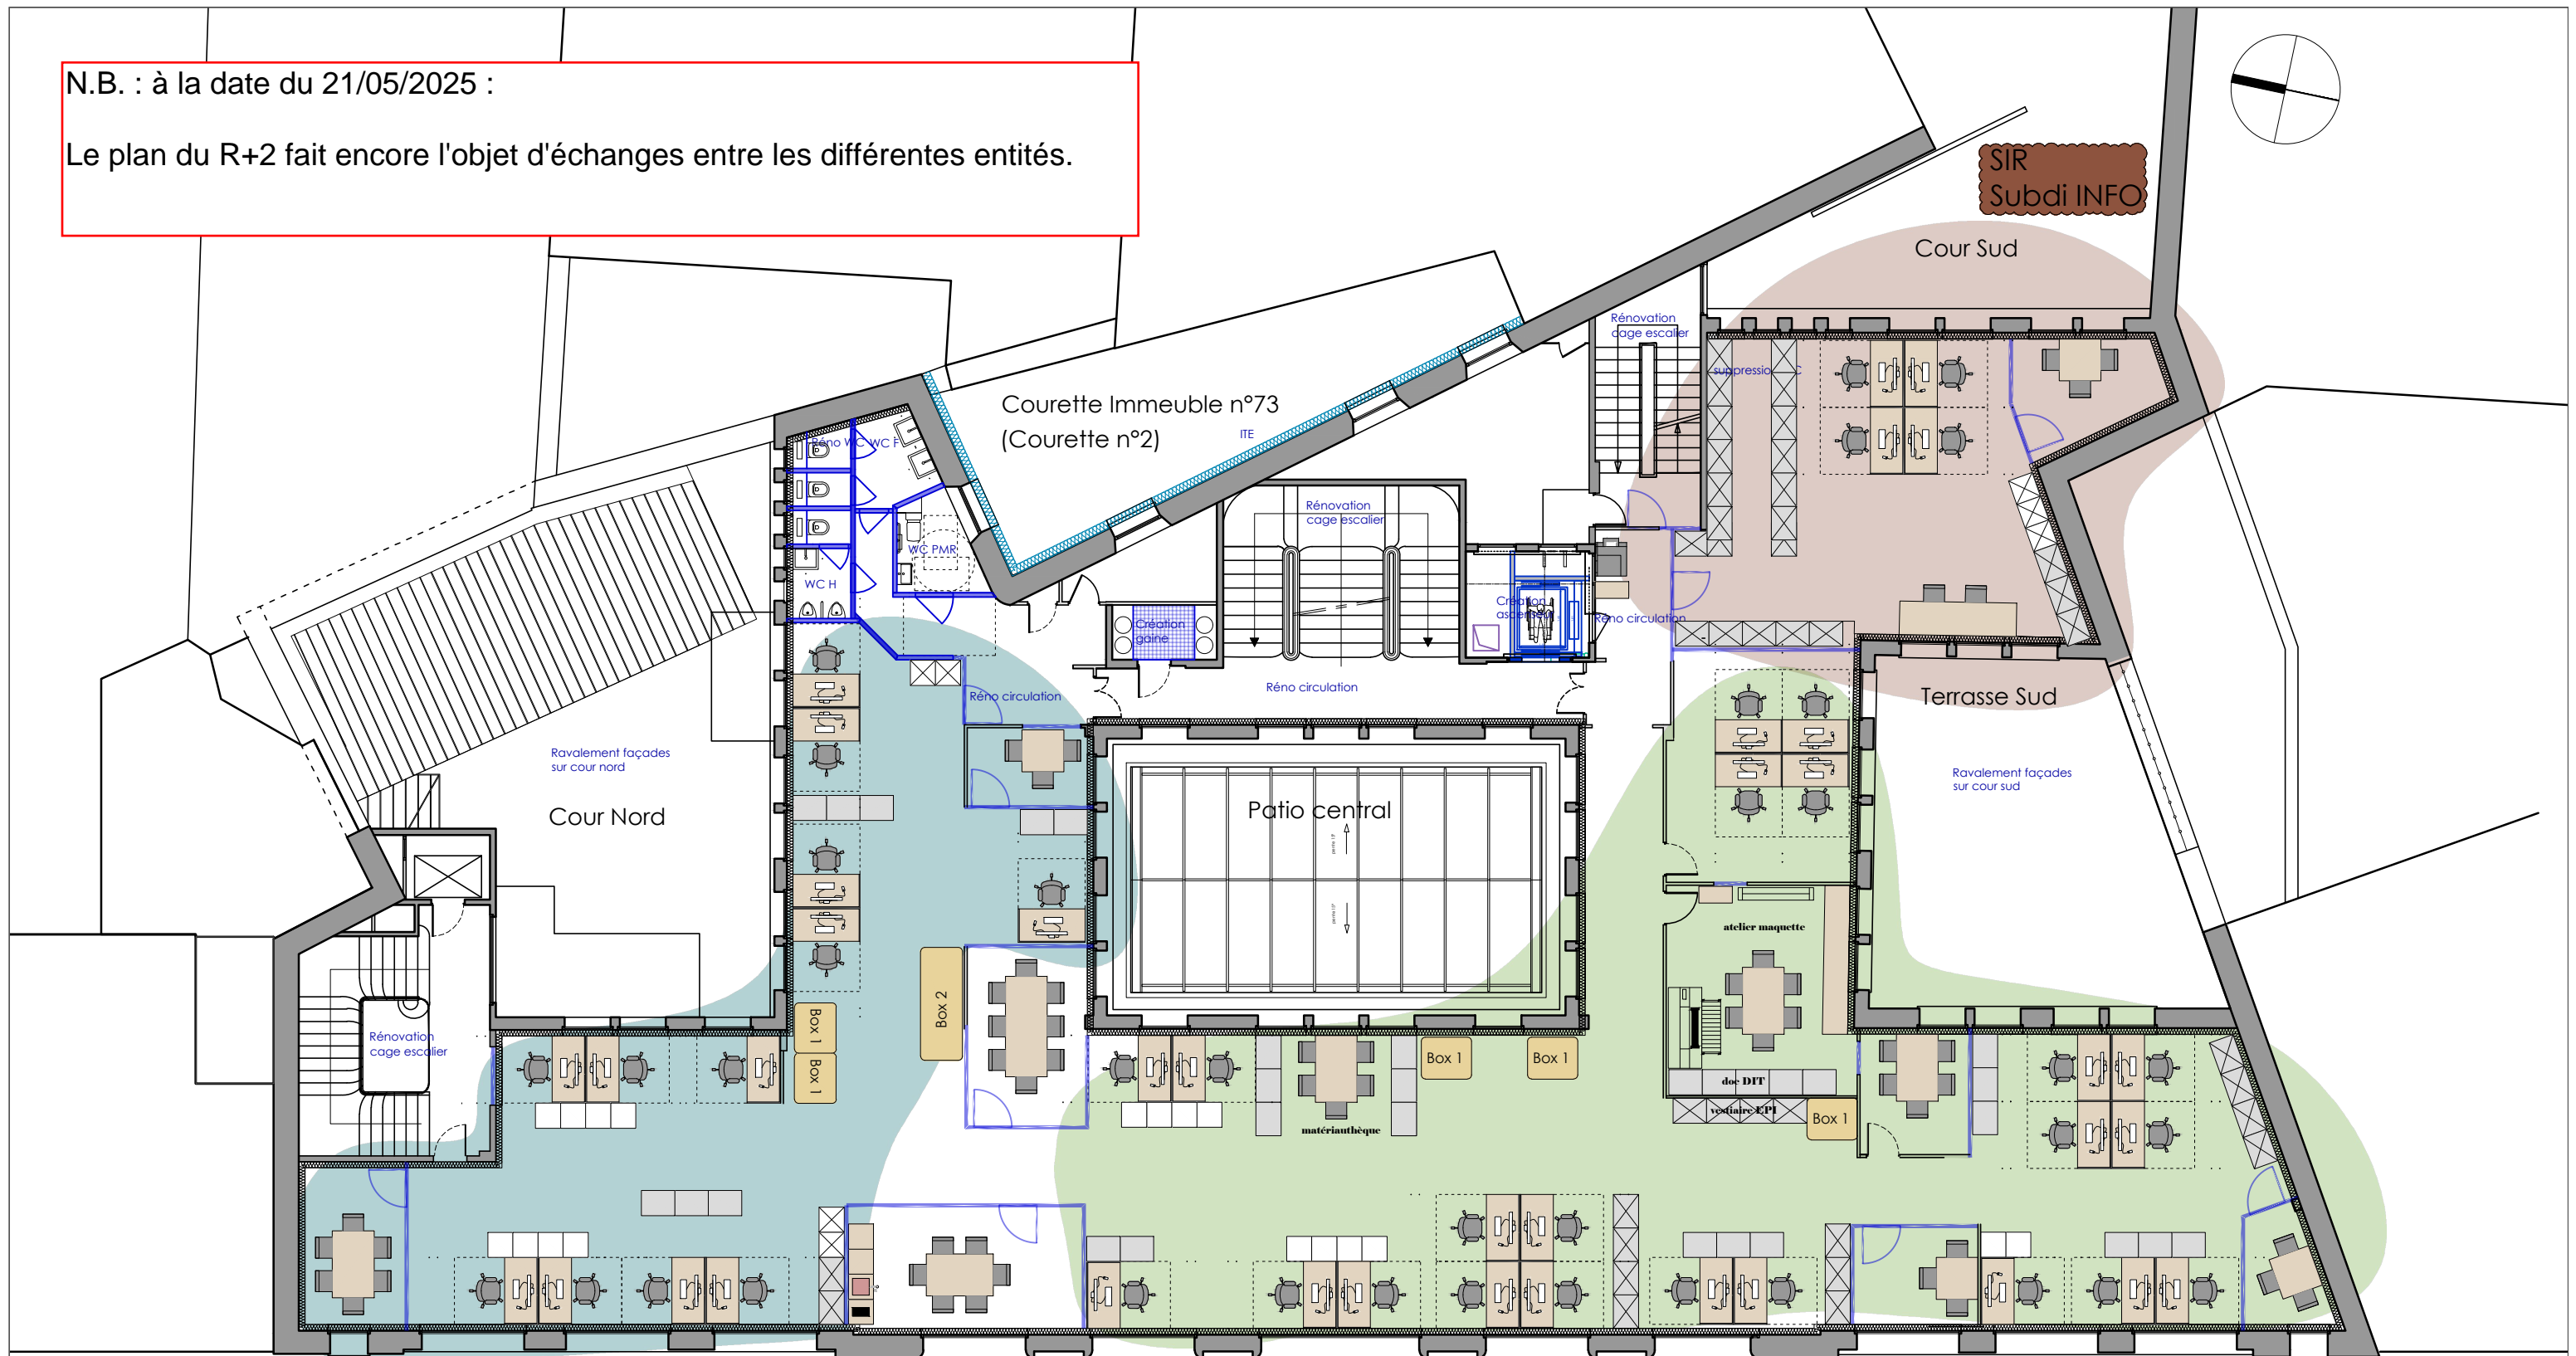 N.B. : à la date du 21/05/2025 :
Le plan du R+2 fait encore l'objet d'échanges entre les différentes entités.
SIR
Subdi INFO
Cour Sud
Rénovation
cage escalier
Courette Immeuble n°73
(Courette n°2)
ITE
Réno WC
WC F
WC PMR
WC H
Rénovation
cage escalier
Création
gaine
Création
ascenseur
Réno circulation
Réno circulation
Réno circulation
Terrasse Sud
Ravalement façades
sur cour nord
Cour Nord
Patio central
Ravalement façades
sur cour sud
atelier maquette
Box 2
Box 1
Box 1
Rénovation
cage escalier
Box 1
Box 1
doc DIT
vestiaire EPI
Box 1
matériauthèque